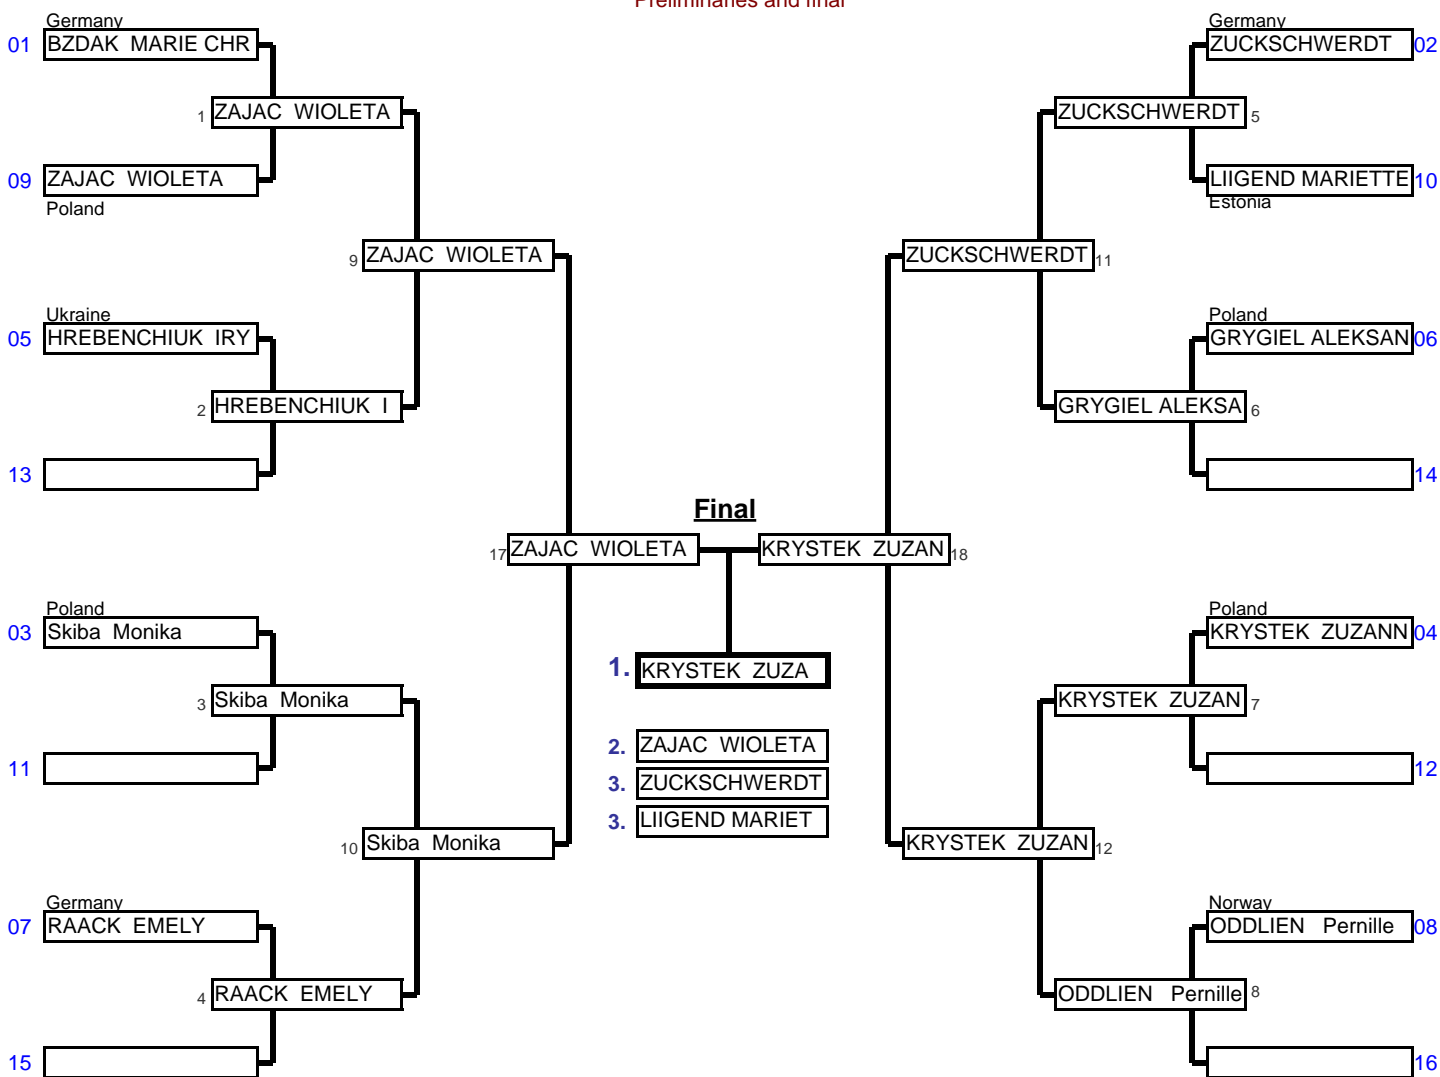 Preliminaries and final
Germany
01 BZDAK MARIE CHR
1 ZAJAC WIOLETA
09 ZAJAC WIOLETA
Poland
9 ZAJAC WIOLETA
Ukraine
05 HREBENCHIUK IRY
2 HREBENCHIUK I
13
17 ZAJAC WIOLETA
Poland
03 Skiba Monika
3 Skiba Monika
11
10 Skiba Monika
Germany
07 RAACK EMELY
4 RAACK EMELY
15
Final
1. KRYSTEK ZUZA
2. ZAJAC WIOLETA
3. ZUCKSCHWERDT
3. LIIGEND MARIET
Germany
ZUCKSCHWERDT 02
ZUCKSCHWERDT 5
LIIGEND MARIETTE 10
Estonia
ZUCKSCHWERDT 11
Poland
GRYGIEL ALEKSAN 06
GRYGIEL ALEKSA 6
14
KRYSTEK ZUZAN 18
Poland
KRYSTEK ZUZANN 04
KRYSTEK ZUZAN 7
12
KRYSTEK ZUZAN 12
Norway
ODDLIEN Pernille 08
ODDLIEN Pernille 8
16